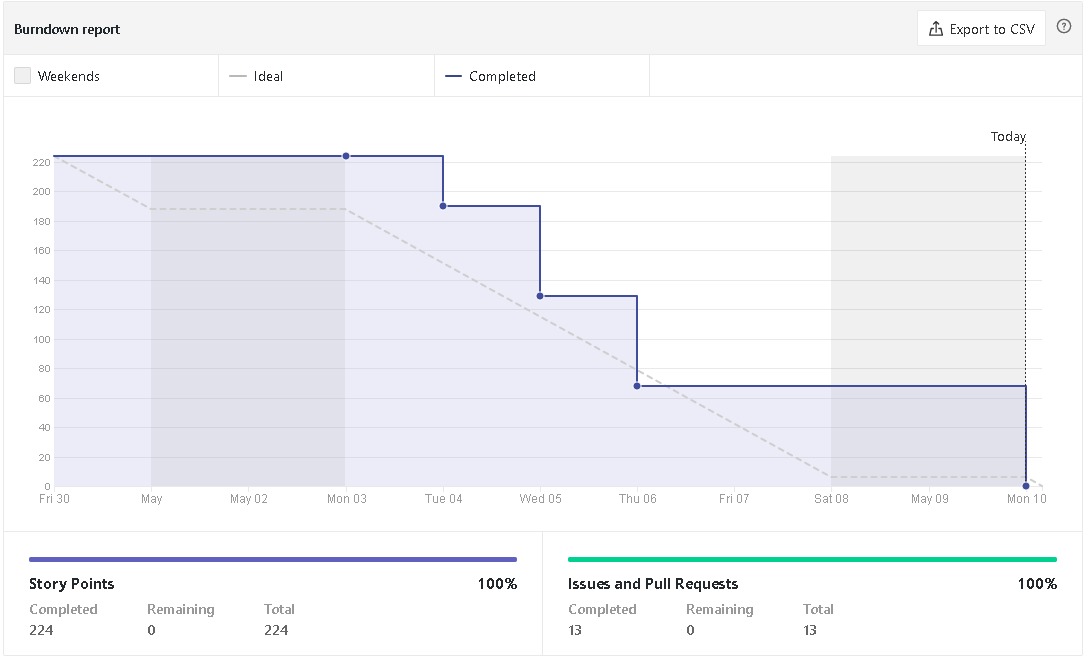 Burndown report
Export to CSV
?
Weekends
Ideal
Completed
Today
220
200
180
160
140
120
100
80
60
40
20
0
Fri 30 May May 02 Mon 03 Tue 04 Wed 05 Thu 06 Fri 07 Sat 08 May 09 Mon 10
Story Points 100%
Completed Remaining Total
224 0 224
Issues and Pull Requests 100%
Completed Remaining Total
13 0 13